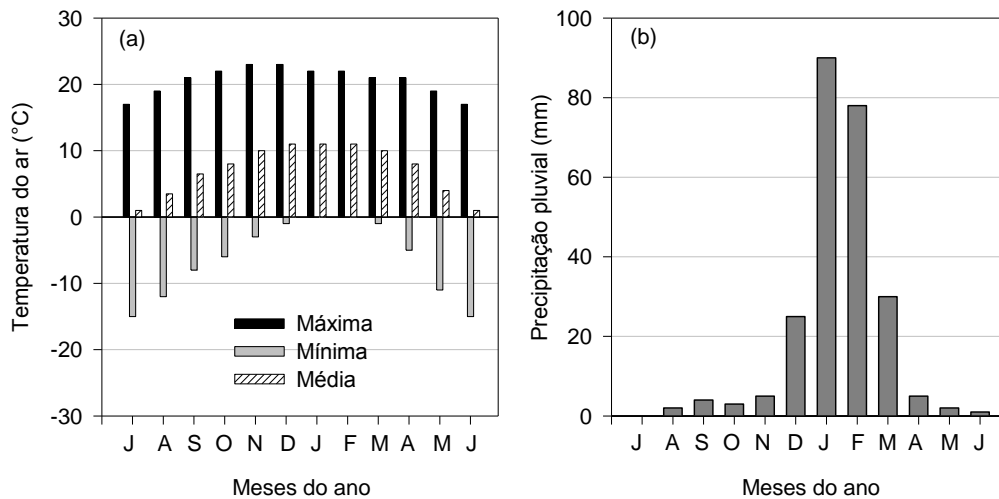 (a)
Temperatura do ar (°C)
30
20
10
0
-10
-20
-30
Máxima
Mínima
Média
J A S O N D J F M A M J
Meses do ano
(b)
Precipitação pluvial (mm)
100
80
60
40
20
0
J A S O N D J F M A M J
Meses do ano